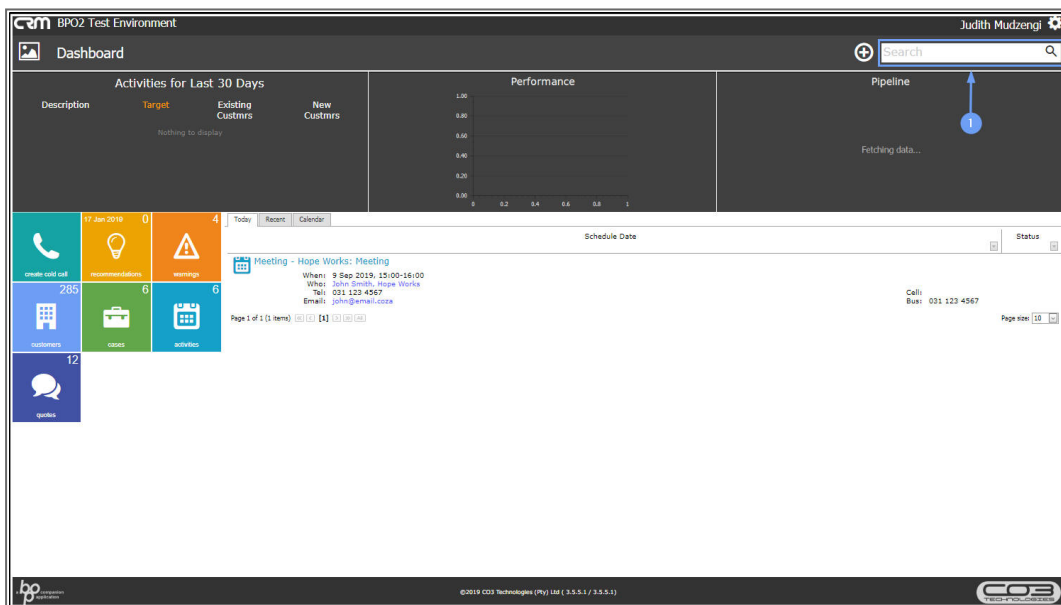 CRM BPO2 Test Environment
Judith Mudzengi
Dashboard
Search
Activities for Last 30 Days
Description Target Existing Custmrs New Custmrs
Nothing to display
Performance
1.00
0.80
0.60
0.40
0.20
0.00
0 0.2 0.4 0.6 0.8 1
Pipeline
1
Fetching data...
create cold call
17 Jan 2019 0
recommendations
4
warnings
285
customers
6
cases
6
activities
12
quotes
Today Recent Calendar
Schedule Date Status
Meeting - Hope Works: Meeting
When: 9 Sep 2019, 15:00-16:00
Who: John Smith, Hope Works
Tel: 031 123 4567 Cell:
Email: john@email.coza Bus: 031 123 4567
Page 1 of 1 (1 items) [1] Page size: 10
bpo companion application
©2019 CO3 Technologies (Pty) Ltd ( 3.5.5.1 / 3.5.5.1)
CO3
TECHNOLOGIES